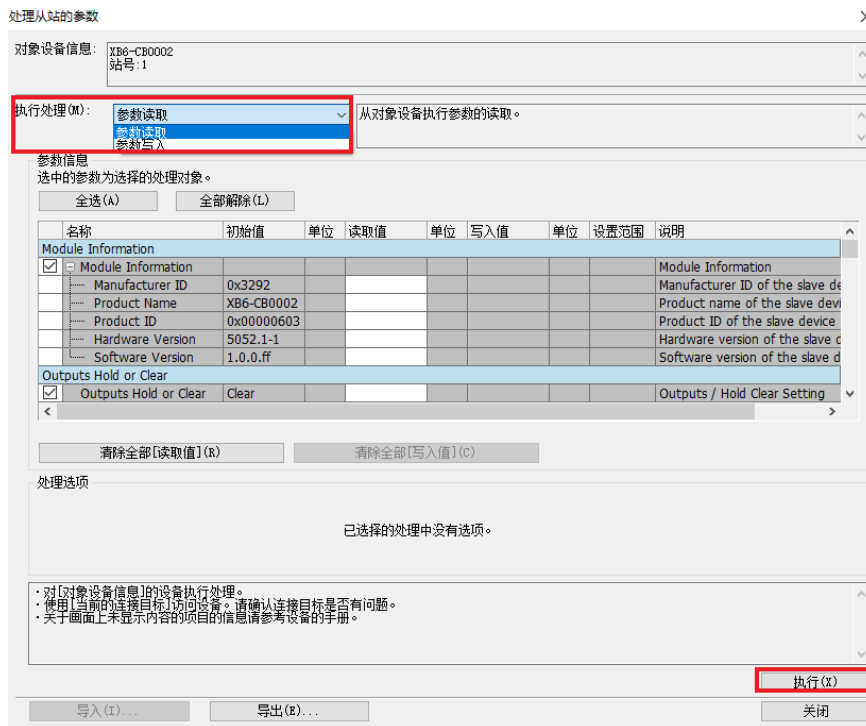 处理从站的参数
对象设备信息: XB6-CB0002
站号:1
执行处理(M): 参数读取 从对象设备执行参数的读取。
参数读取
参数写入
参数信息
选中的参数为选择的处理对象。
全选(A) 全部解除(L)
名称 初始值 单位 读取值 单位 写入值 单位 设置范围 说明
Module Information
Module Information Module Information
Manufacturer ID 0x3292 Manufacturer ID of the slave de
Product Name XB6-CB0002 Product name of the slave devi
Product ID 0x00000603 Product ID of the slave device
Hardware Version 5052.1-1 Hardware version of the slave d
Software Version 1.0.0.ff Software version of the slave d
Outputs Hold or Clear
Outputs Hold or Clear Clear Outputs / Hold Clear Setting
清除全部[读取值](R) 清除全部[写入值](C)
处理选项
已选择的处理中没有选项。
·对[对象设备信息]的设备执行处理。
·使用[当前的连接目标]访问设备。请确认连接目标是否有问题。
·关于画面上未显示内容的项目的信息请参考设备的手册。
执行(X)
导入(I)... 导出(E)... 关闭